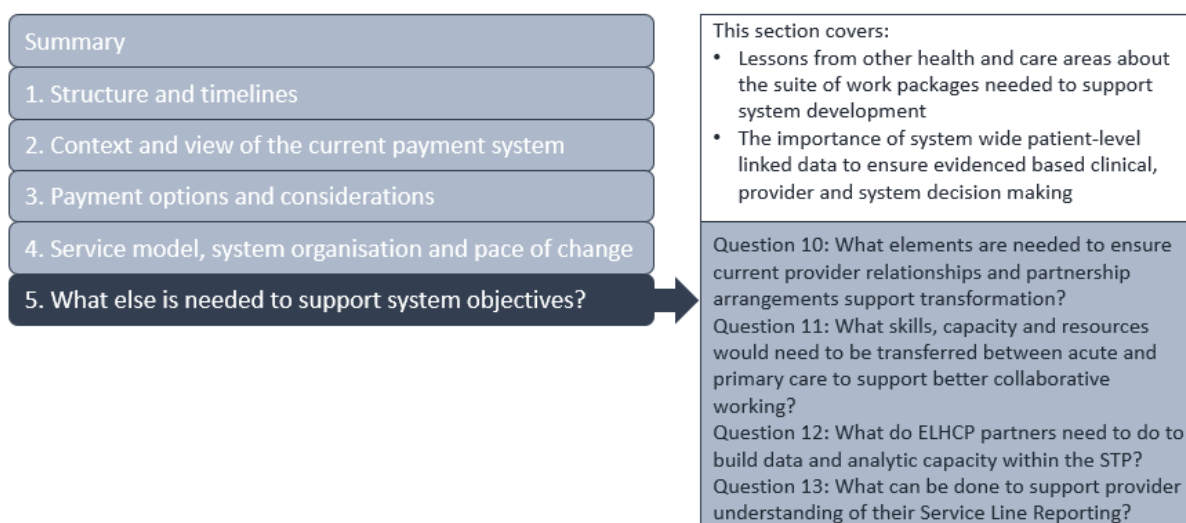 Summary
1. Structure and timelines
2. Context and view of the current payment system
3. Payment options and considerations
4. Service model, system organisation and pace of change
5. What else is needed to support system objectives?
This section covers:
• Lessons from other health and care areas about
the suite of work packages needed to support
system development
• The importance of system wide patient-level
linked data to ensure evidenced based clinical,
provider and system decision making
Question 10: What elements are needed to ensure
current provider relationships and partnership
arrangements support transformation?
Question 11: What skills, capacity and resources
would need to be transferred between acute and
primary care to support better collaborative
working?
Question 12: What do ELHCP partners need to do to
build data and analytic capacity within the STP?
Question 13: What can be done to support provider
understanding of their Service Line Reporting?